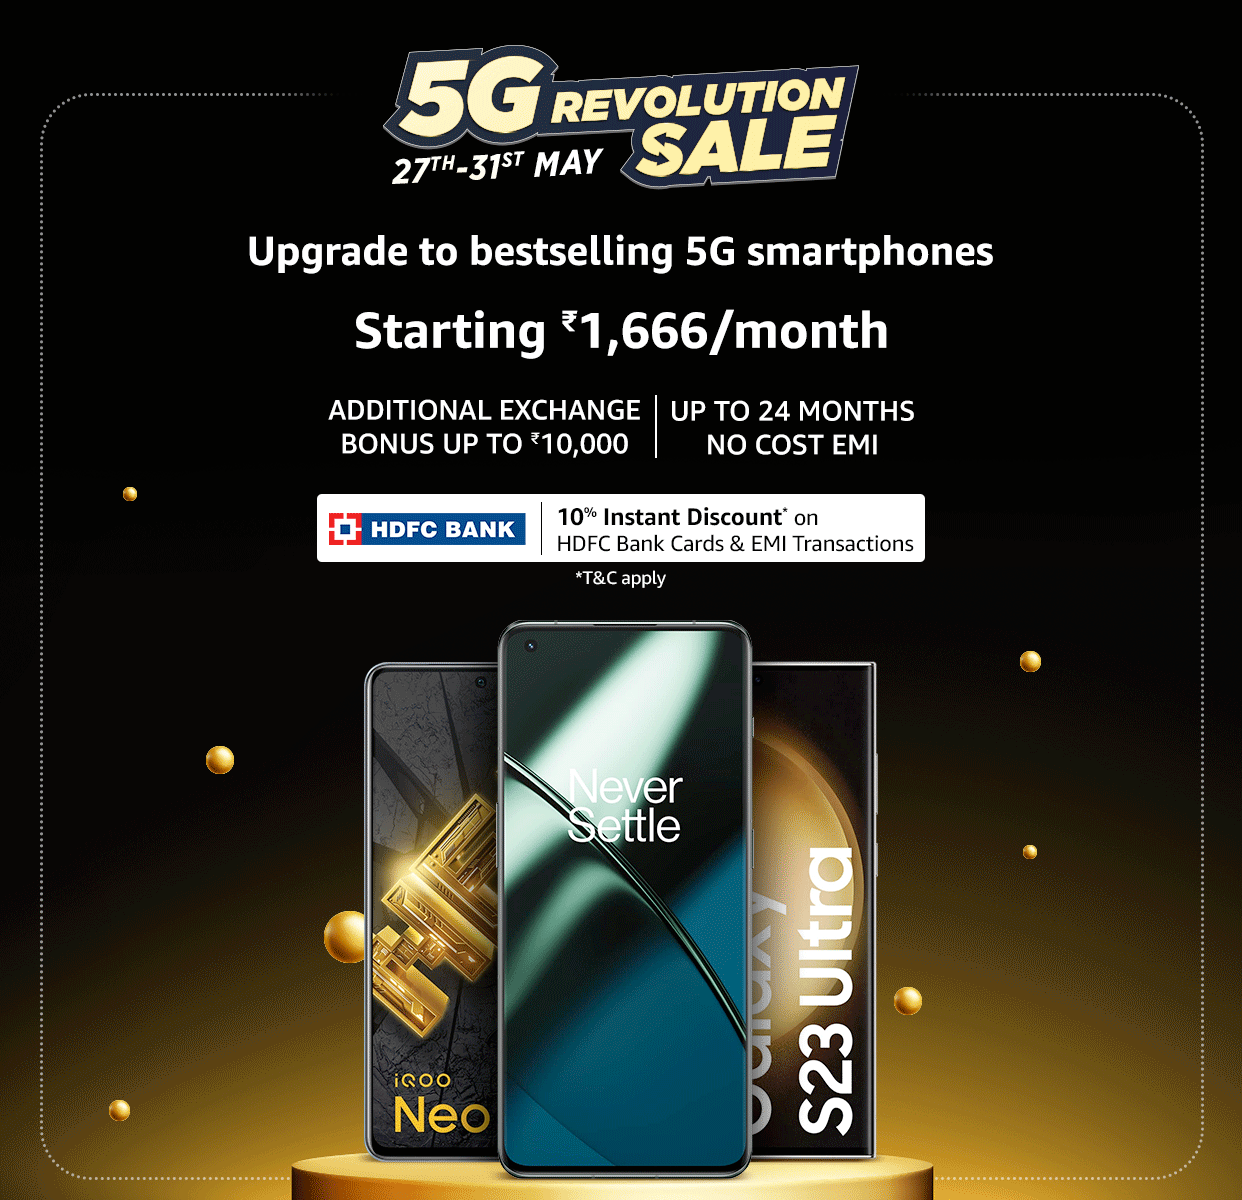 5G REVOLUTION
SALE
27TH-31ST MAY
Upgrade to bestselling 5G smartphones
Starting ₹1,666/month
ADDITIONAL EXCHANGE
BONUS UP TO ₹10,000
UP TO 24 MONTHS
NO COST EMI
HDFC BANK
10% Instant Discount* on
HDFC Bank Cards & EMI Transactions
*T&C apply
Never
Settle
iQOO
Neo
Galaxy
S23 Ultra